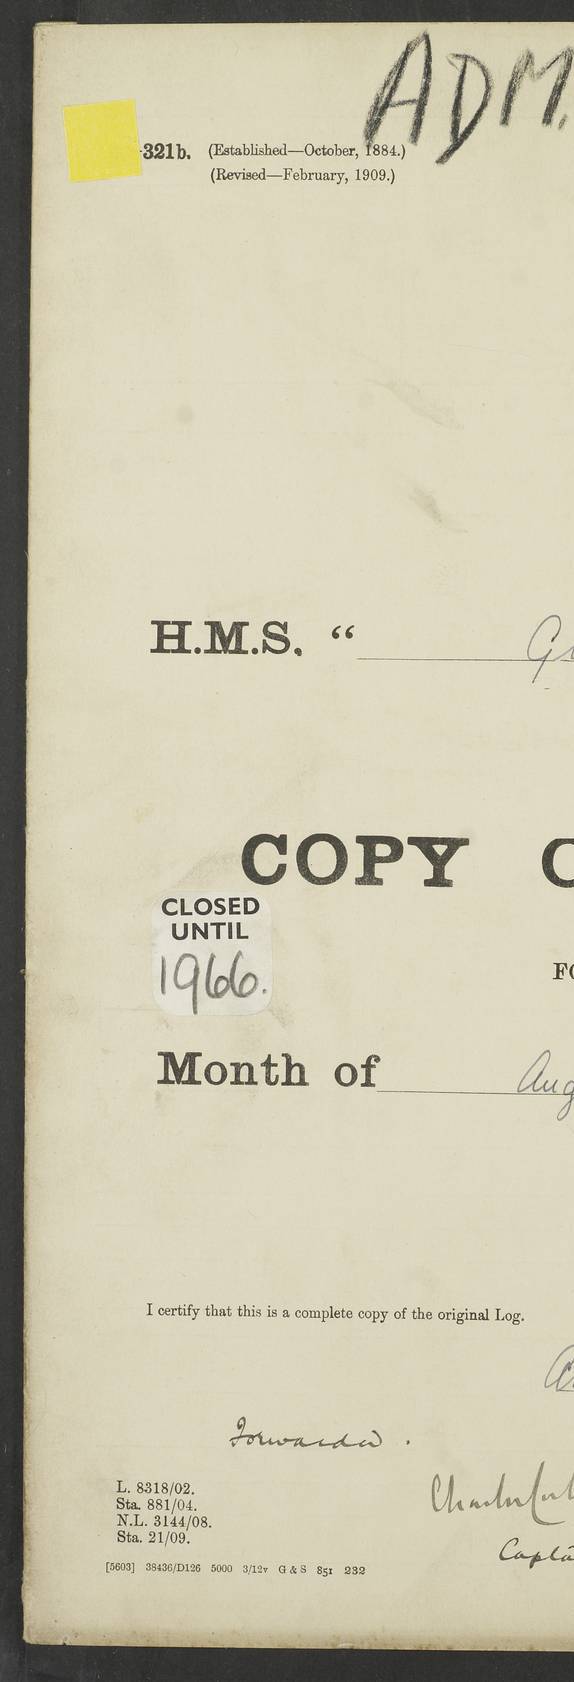 ADM.
-321b. (Established—October, 1884.)
(Revised—February, 1909.)
H.M.S. “
COPY
CLOSED
UNTIL
1966.
Month of Aug
I certify that this is a complete copy of the original Log.
Forwarded.
L. 8318/02.
Sta. 881/04.
N.L. 3144/08.
Sta. 21/09.
[5603] 38436/D126 5000 3/12v G & S 851 232